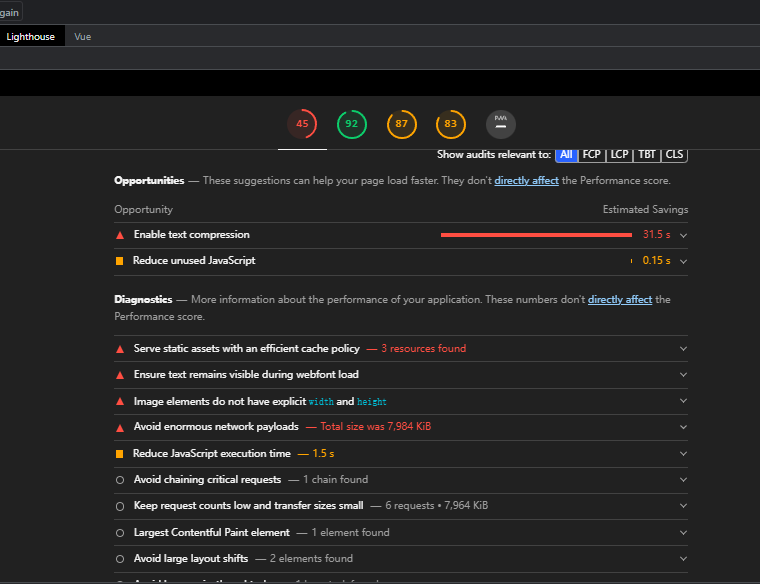 gain
Lighthouse Vue
45 92 87 83 PWA
Show audits relevant to: All FCP LCP TBT CLS
Opportunities — These suggestions can help your page load faster. They don't directly affect the Performance score.
Opportunity Estimated Savings
Enable text compression 31.5 s
Reduce unused JavaScript 0.15 s
Diagnostics — More information about the performance of your application. These numbers don't directly affect the
Performance score.
Serve static assets with an efficient cache policy — 3 resources found
Ensure text remains visible during webfont load
Image elements do not have explicit width and height
Avoid enormous network payloads — Total size was 7,984 KiB
Reduce JavaScript execution time — 1.5 s
Avoid chaining critical requests — 1 chain found
Keep request counts low and transfer sizes small — 6 requests • 7,964 KiB
Largest Contentful Paint element — 1 element found
Avoid large layout shifts — 2 elements found